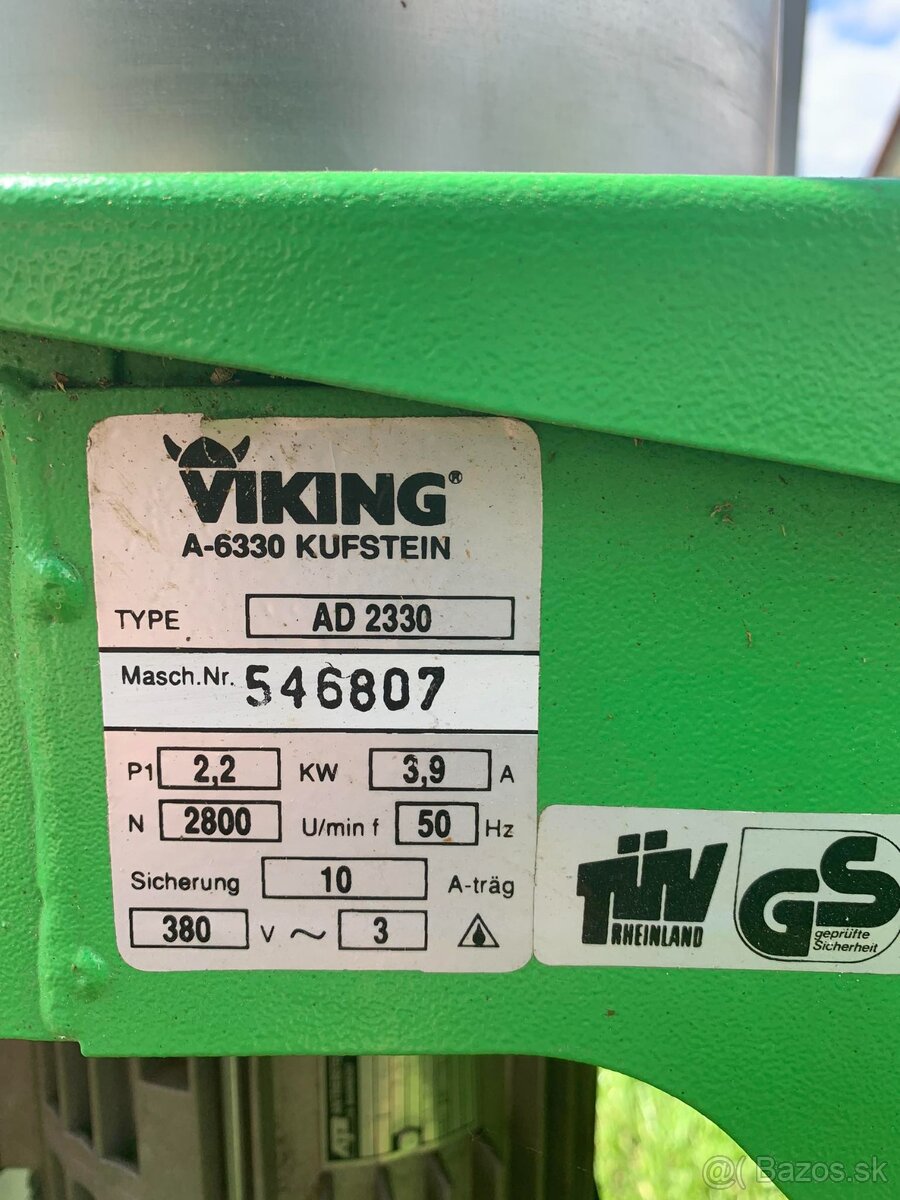 VIKING®
A-6330 KUFSTEIN
TYPE AD 2330
Masch.Nr. 546807
P1 2,2 KW 3,9 A
N 2800 U/min f 50 Hz
Sicherung 10 A-träg
380 V ~ 3
TÜV
RHEINLAND
GS
geprüfte
Sicherheit
@( Bazos.sk